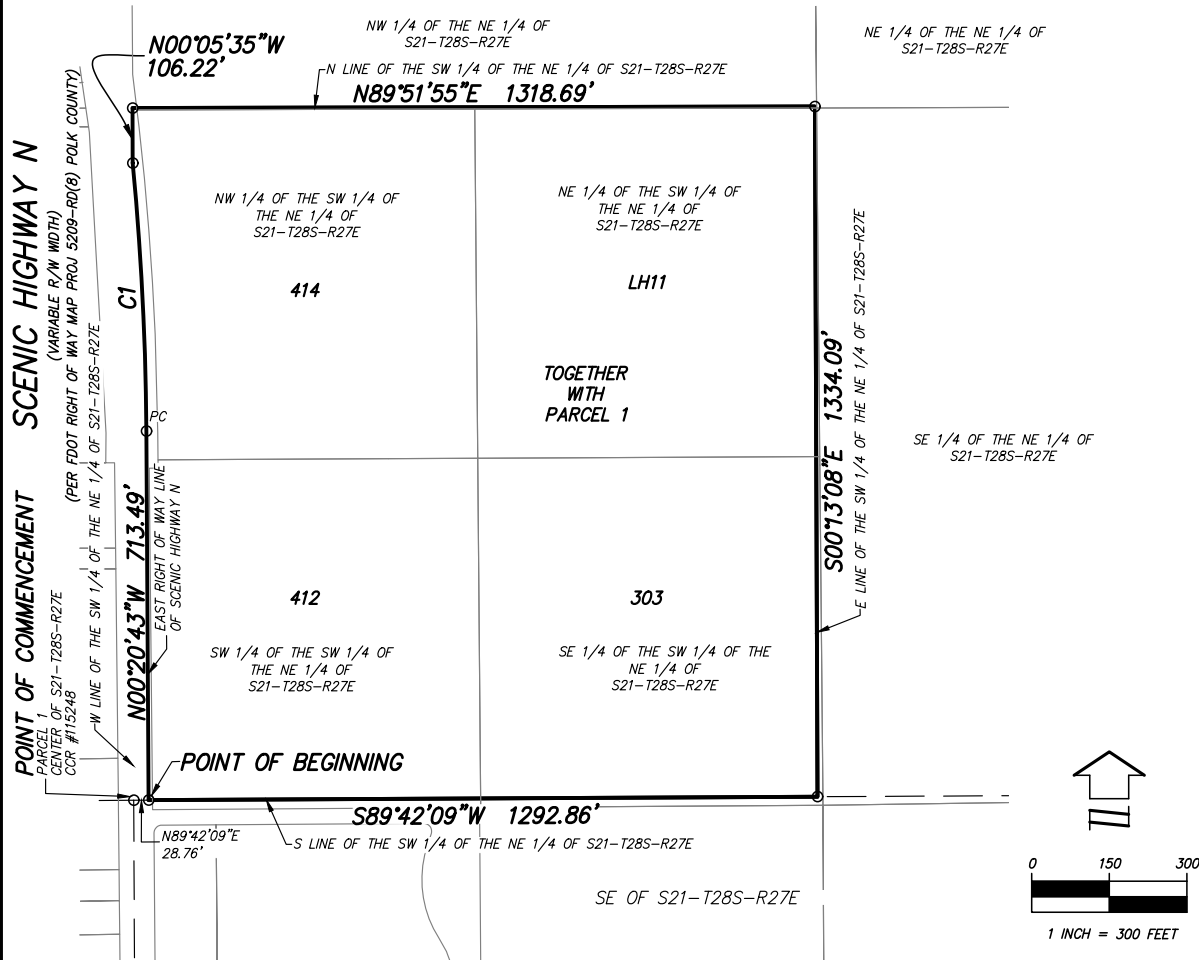 NW 1/4 OF THE NE 1/4 OF
S21-T28S-R27E
NE 1/4 OF THE NE 1/4 OF
S21-T28S-R27E
N00°05'35"W
106.22'
N LINE OF THE SW 1/4 OF THE NE 1/4 OF S21-T28S-R27E
N89°51'55"E 1318.69'
SCENIC HIGHWAY N
(VARIABLE R/W WIDTH)
(PER FDOT RIGHT OF WAY MAP PROJ 5209-RD(8) POLK COUNTY)
W LINE OF THE SW 1/4 OF THE NE 1/4 OF S21-T28S-R27E
C1
PC
NW 1/4 OF THE SW 1/4 OF
THE NE 1/4 OF
S21-T28S-R27E
414
NE 1/4 OF THE SW 1/4 OF
THE NE 1/4 OF
S21-T28S-R27E
LH11
TOGETHER
WITH
PARCEL 1
S00°13'08"E 1334.09'
E LINE OF THE SW 1/4 OF THE NE 1/4 OF S21-T28S-R27E
SE 1/4 OF THE NE 1/4 OF
S21-T28S-R27E
POINT OF COMMENCEMENT
PARCEL 1
CENTER OF S21-T28S-R27E
CCR #115248
N00°20'43"W 713.49'
EAST RIGHT OF WAY LINE
OF SCENIC HIGHWAY N
412
SW 1/4 OF THE SW 1/4 OF
THE NE 1/4 OF
S21-T28S-R27E
303
SE 1/4 OF THE SW 1/4 OF THE
NE 1/4 OF
S21-T28S-R27E
POINT OF BEGINNING
S89°42'09"W 1292.86'
N89°42'09"E
28.76'
S LINE OF THE SW 1/4 OF THE NE 1/4 OF S21-T28S-R27E
SE OF S21-T28S-R27E
0 150 300
1 INCH = 300 FEET